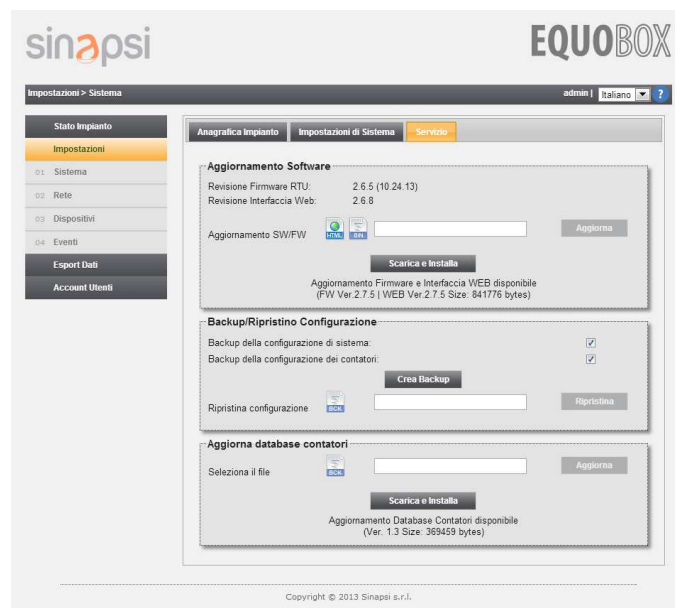 sinapsi
EQUOBOX
Impostazioni > Sistema
admin | Italiano ?
Stato Impianto
Impostazioni
01 Sistema
02 Rete
03 Dispositivi
04 Eventi
Esport Dati
Account Utenti
Anagrafica Impianto Impostazioni di Sistema Servizio
Aggiornamento Software
Revisione Firmware RTU: 2.6.5 (10.24.13)
Revisione Interfaccia Web: 2.6.8
Aggiornamento SW/FW HTML BIN Aggiorna
Scarica e Installa
Aggiornamento Firmware e Interfaccia WEB disponibile
(FW Ver.2.7.5 | WEB Ver.2.7.5 Size: 841776 bytes)
Backup/Ripristino Configurazione
Backup della configurazione di sistema:
Backup della configurazione dei contatori:
Crea Backup
Ripristina configurazione BCK Ripristina
Aggiorna database contatori
Seleziona il file BCK Aggiorna
Scarica e Installa
Aggiornamento Database Contatori disponibile
(Ver. 1.3 Size: 369459 bytes)
Copyright © 2013 Sinapsi s.r.l.